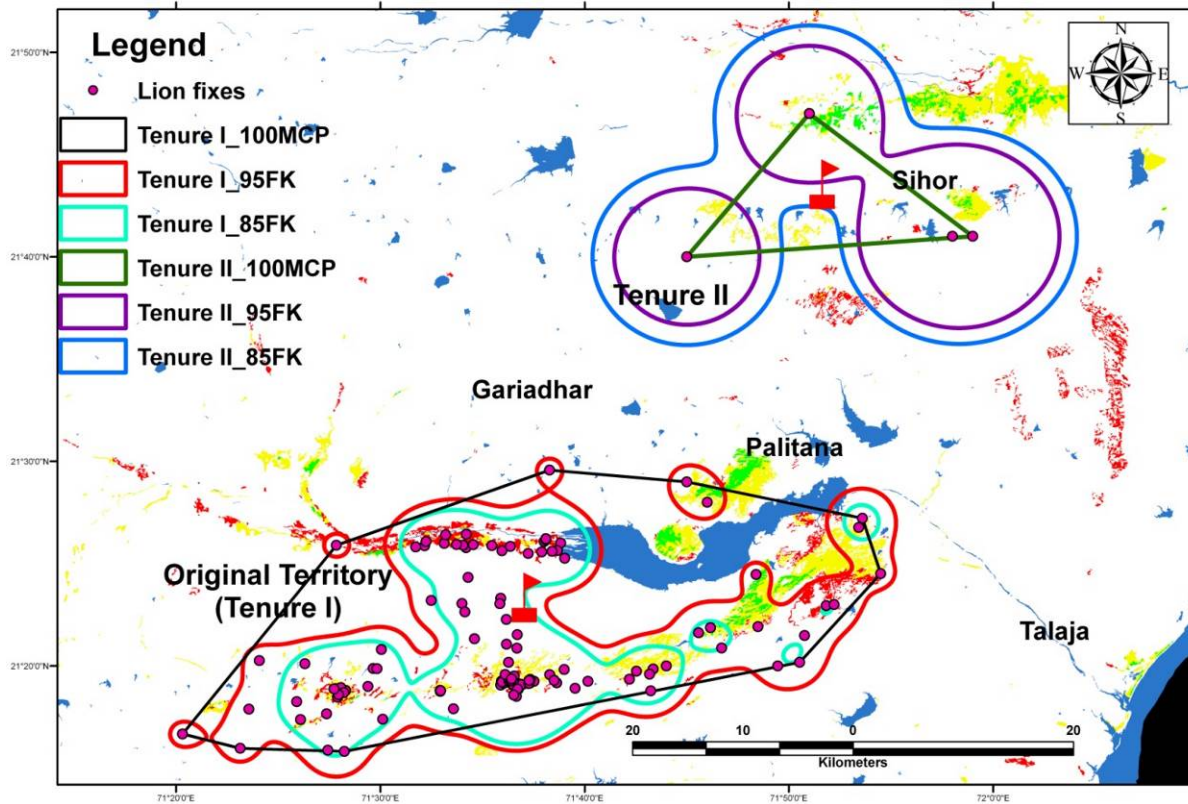 Legend
Lion fixes
Tenure I_100MCP
Tenure I_95FK
Tenure I_85FK
Tenure II_100MCP
Tenure II_95FK
Tenure II_85FK
N
W E
S
Sihor
Tenure II
Gariadhar
Palitana
Original Territory
(Tenure I)
Talaja
20 10 0 20
Kilometers
21°50'0"N
21°40'0"N
21°30'0"N
21°20'0"N
71°20'0"E 71°30'0"E 71°40'0"E 71°50'0"E 72°0'0"E